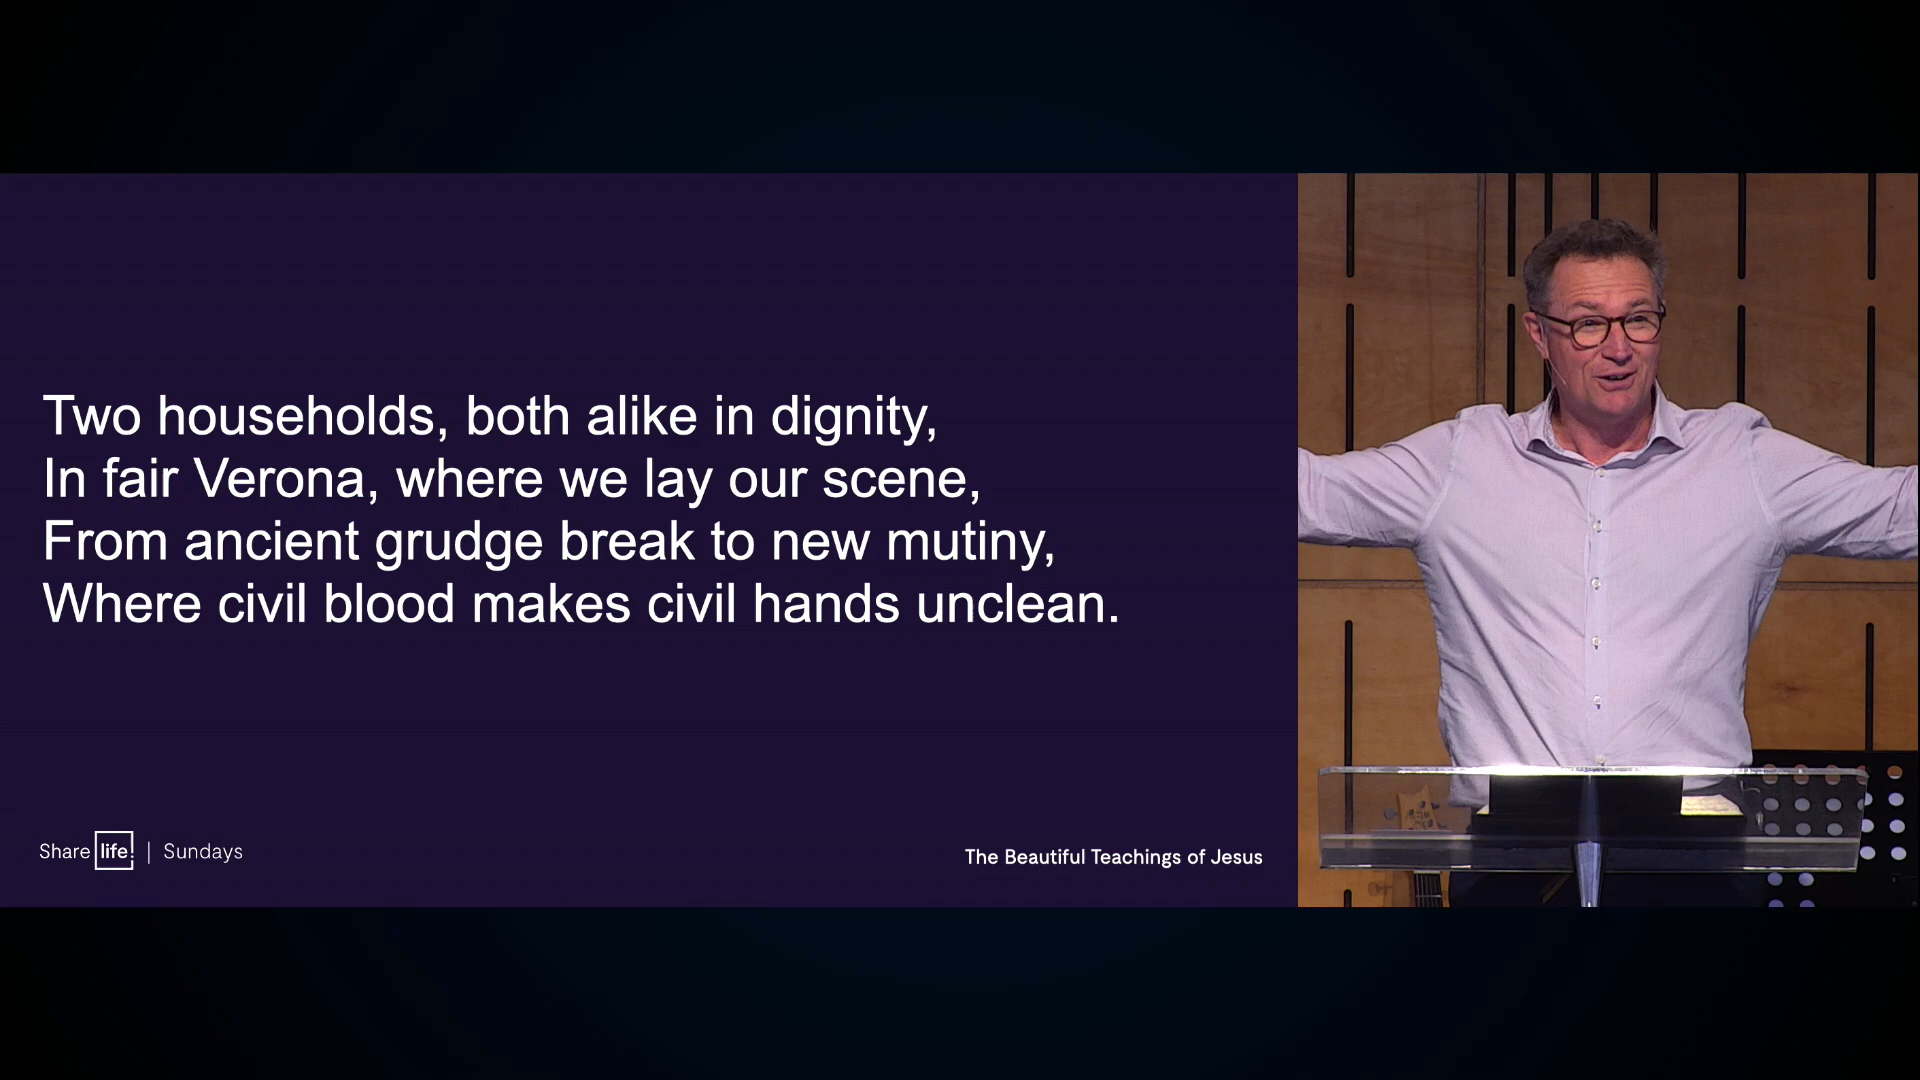 Two households, both alike in dignity,
In fair Verona, where we lay our scene,
From ancient grudge break to new mutiny,
Where civil blood makes civil hands unclean.
Share life! | Sundays
The Beautiful Teachings of Jesus